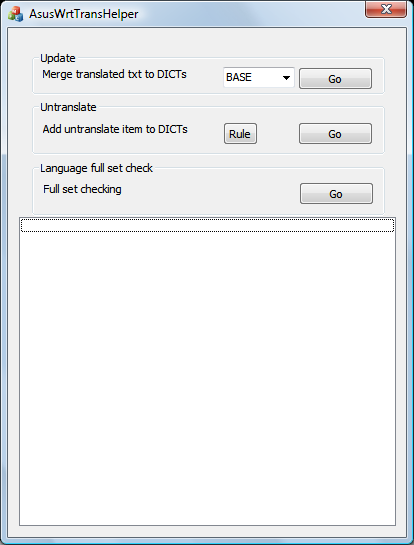 AsusWrtTransHelper
Update
Merge translated txt to DICTs
BASE
Go
Untranslate
Add untranslate item to DICTs
Rule
Go
Language full set check
Full set checking
Go